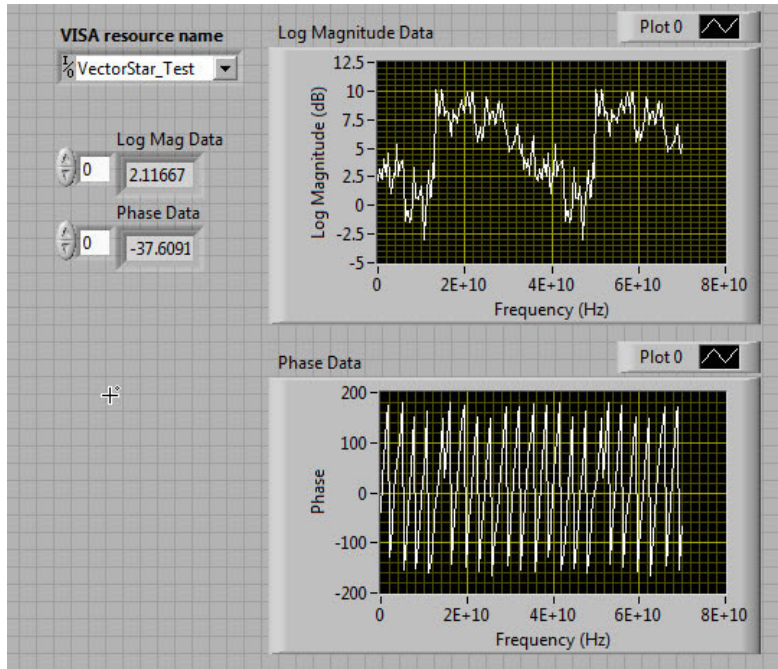 VISA resource name
VectorStar_Test
Log Mag Data
0
2.11667
Phase Data
0
-37.6091
Log Magnitude Data
Plot 0
12.5
10
7.5
5
2.5
0
-2.5
-5
Log Magnitude (dB)
0 2E+10 4E+10 6E+10 8E+10
Frequency (Hz)
Phase Data
Plot 0
200
100
0
-100
-200
Phase
0 2E+10 4E+10 6E+10 8E+10
Frequency (Hz)